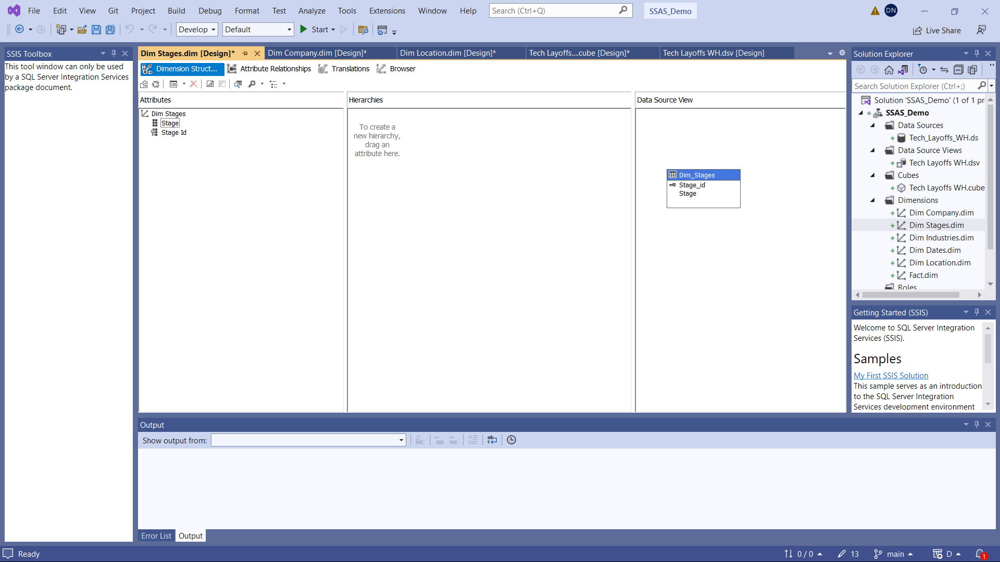 File Edit View Git Project Build Debug Format Test Analyze Tools Extensions Window Help Search (Ctrl+Q) SSAS_Demo DN
Develop Default Start Live Share
SSIS Toolbox
This tool window can only be used
by a SQL Server Integration Services
package document.
Dim Stages.dim [Design]* Dim Company.dim [Design]* Dim Location.dim [Design]* Tech Layoffs....cube [Design]* Tech Layoffs WH.dsv [Design]
Dimension Struct... Attribute Relationships Translations Browser
Attributes Hierarchies Data Source View
Dim Stages
Stage
Stage Id
To create a
new hierarchy,
drag an
attribute here.
Dim_Stages
Stage_id
Stage
Solution Explorer
Search Solution Explorer (Ctrl+;)
Solution 'SSAS_Demo' (1 of 1 pr
SSAS_Demo
Data Sources
Tech_Layoffs_WH.ds
Data Source Views
Tech Layoffs WH.dsv
Cubes
Tech Layoffs WH.cube
Dimensions
Dim Company.dim
Dim Stages.dim
Dim Industries.dim
Dim Dates.dim
Dim Location.dim
Fact.dim
Roles
Getting Started (SSIS)
Welcome to SQL Server Integration
Services (SSIS).
Samples
My First SSIS Solution
This sample serves as an introduction
to the SQL Server Integration
Services development environment
Output
Show output from:
Error List Output
Ready 0 / 0 13 main D 1